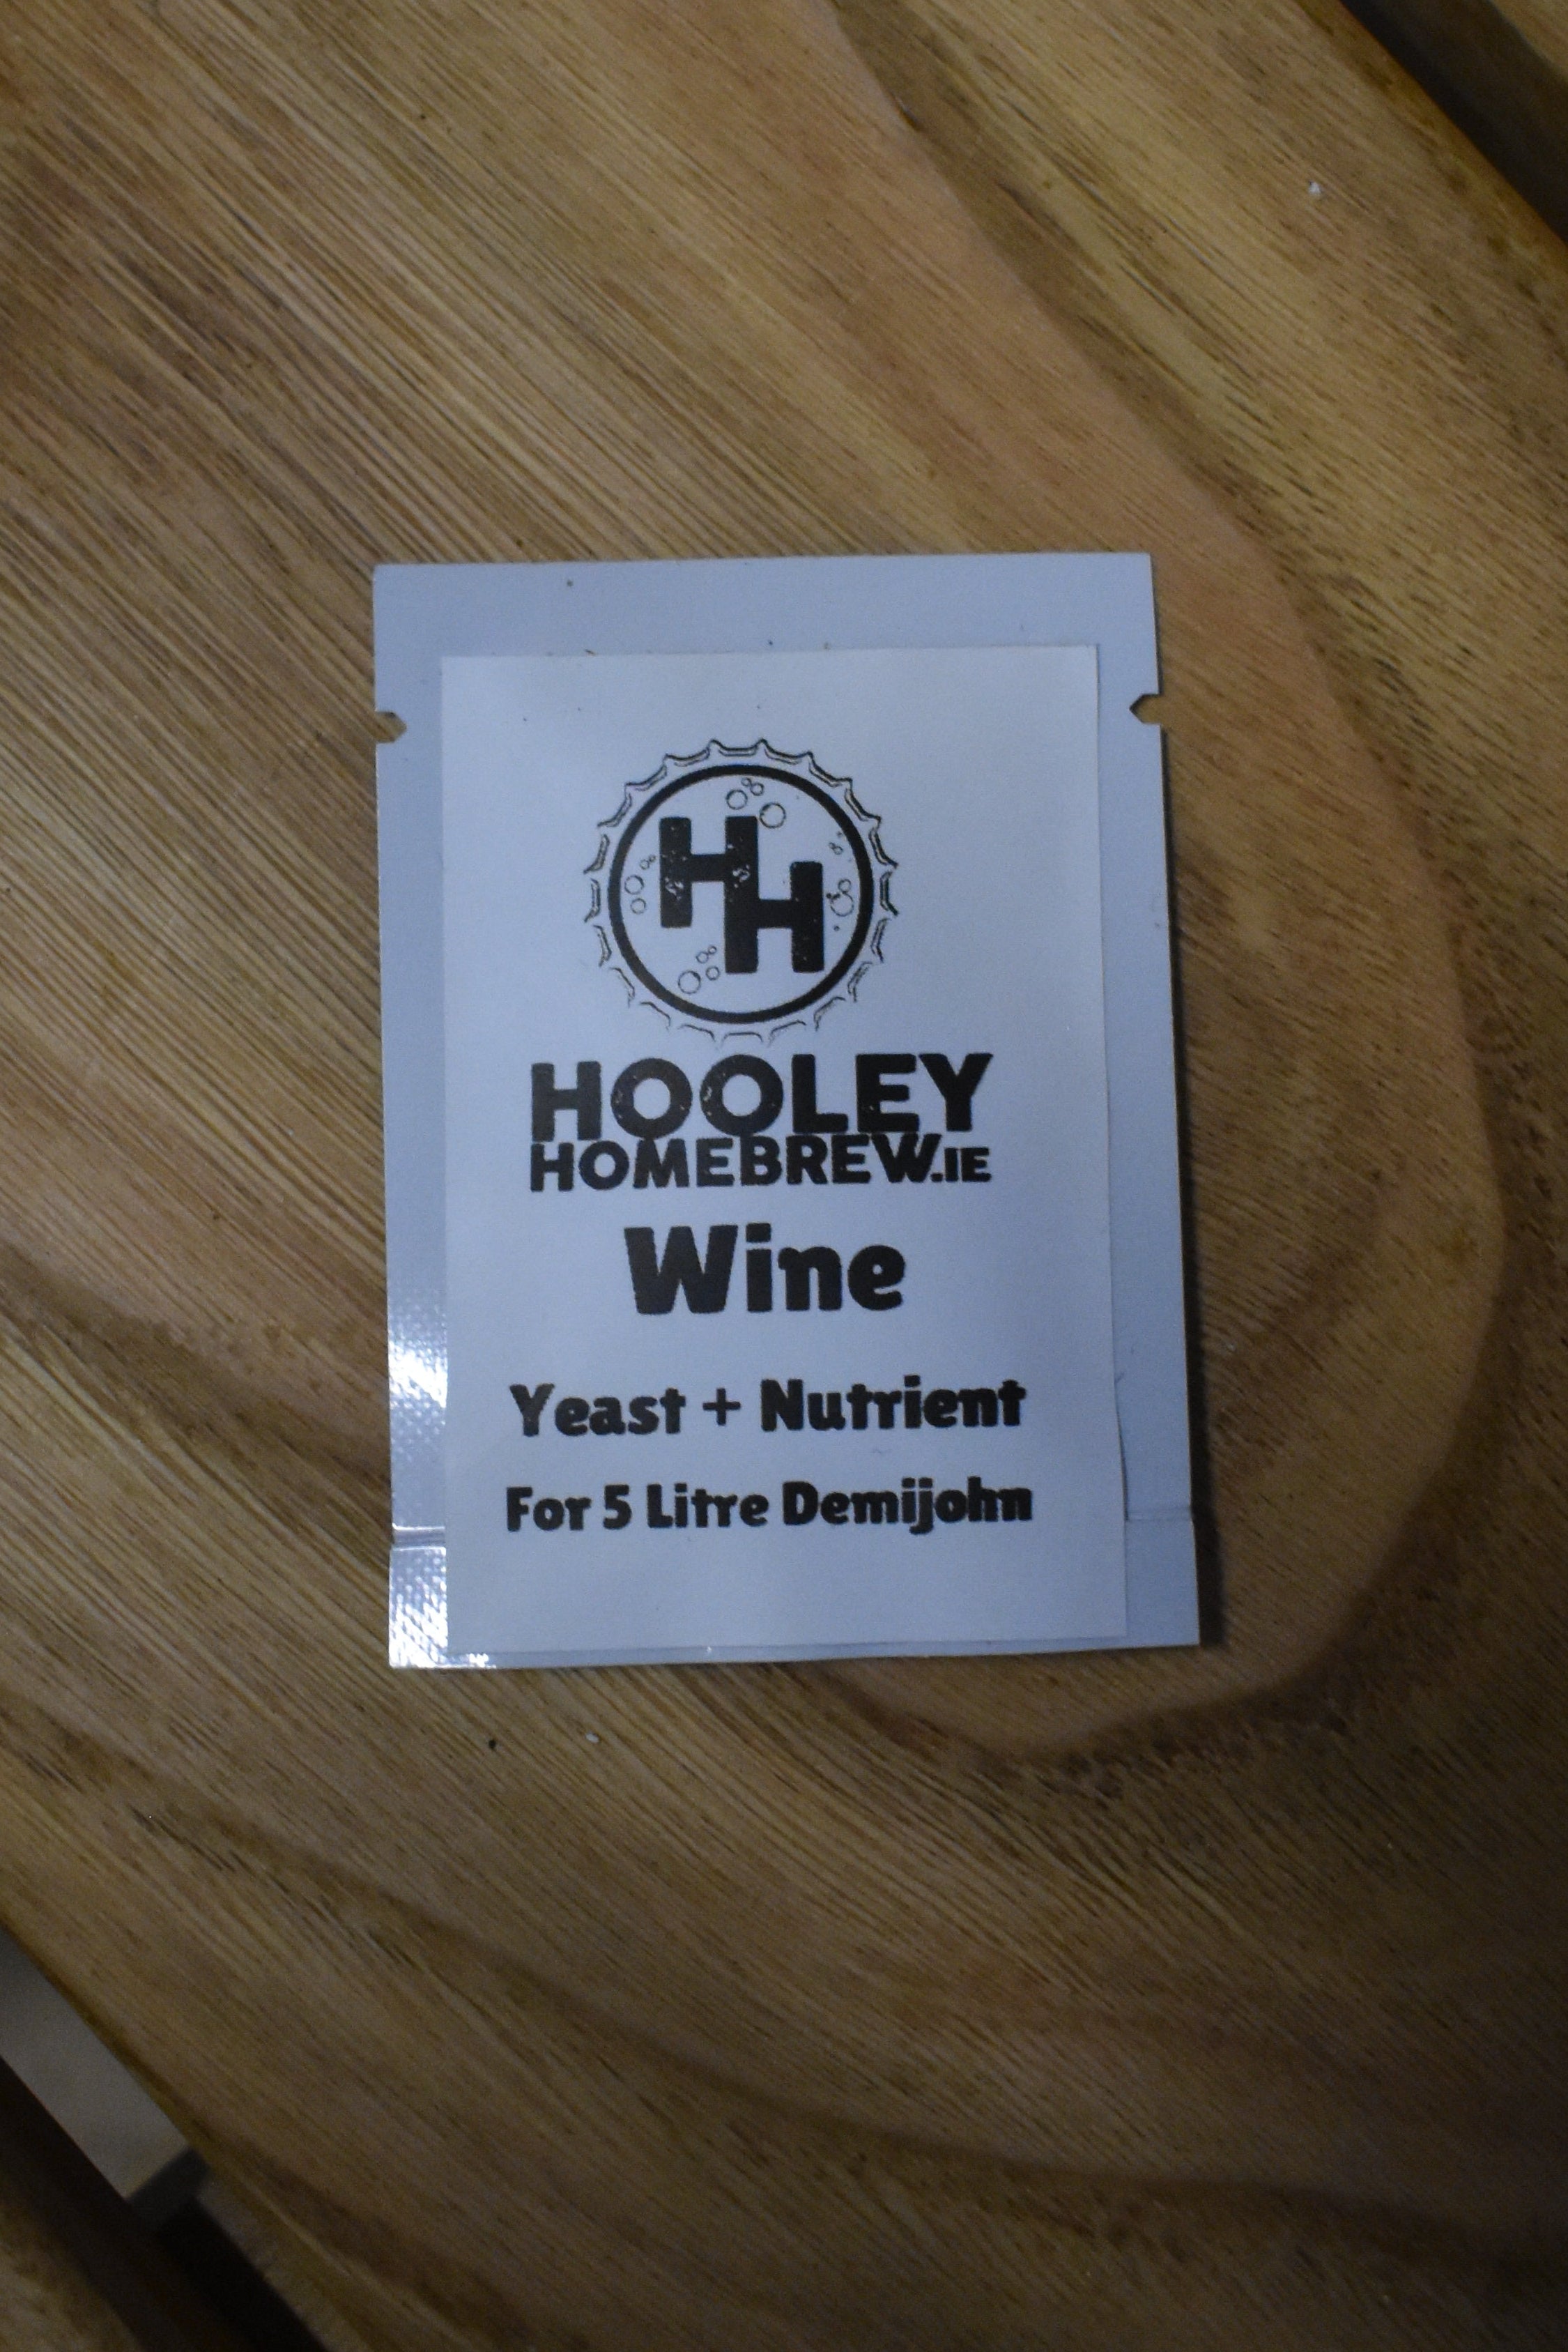 HH
HOOLEY
HOMEBREW.IE
Wine
Yeast + Nutrient
For 5 Litre Demijohn